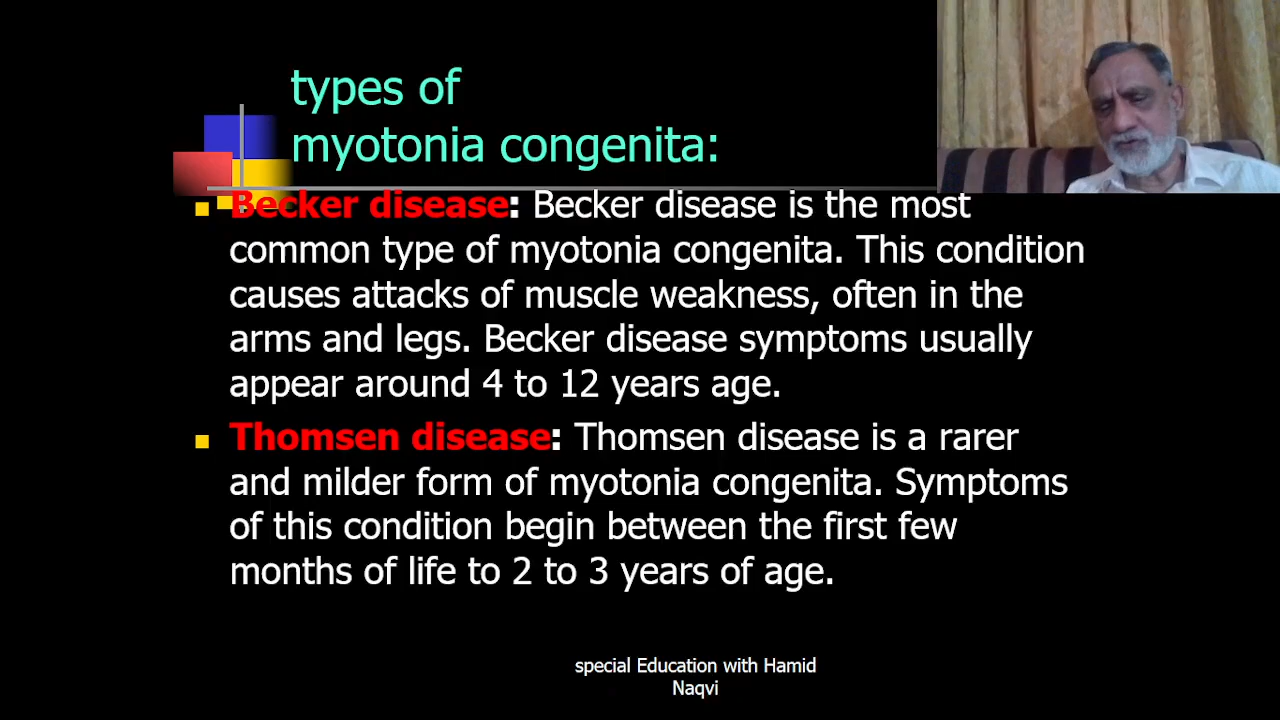 types of
myotonia congenita:
Becker disease: Becker disease is the most
common type of myotonia congenita. This condition
causes attacks of muscle weakness, often in the
arms and legs. Becker disease symptoms usually
appear around 4 to 12 years age.
Thomsen disease: Thomsen disease is a rarer
and milder form of myotonia congenita. Symptoms
of this condition begin between the first few
months of life to 2 to 3 years of age.
special Education with Hamid
Naqvi